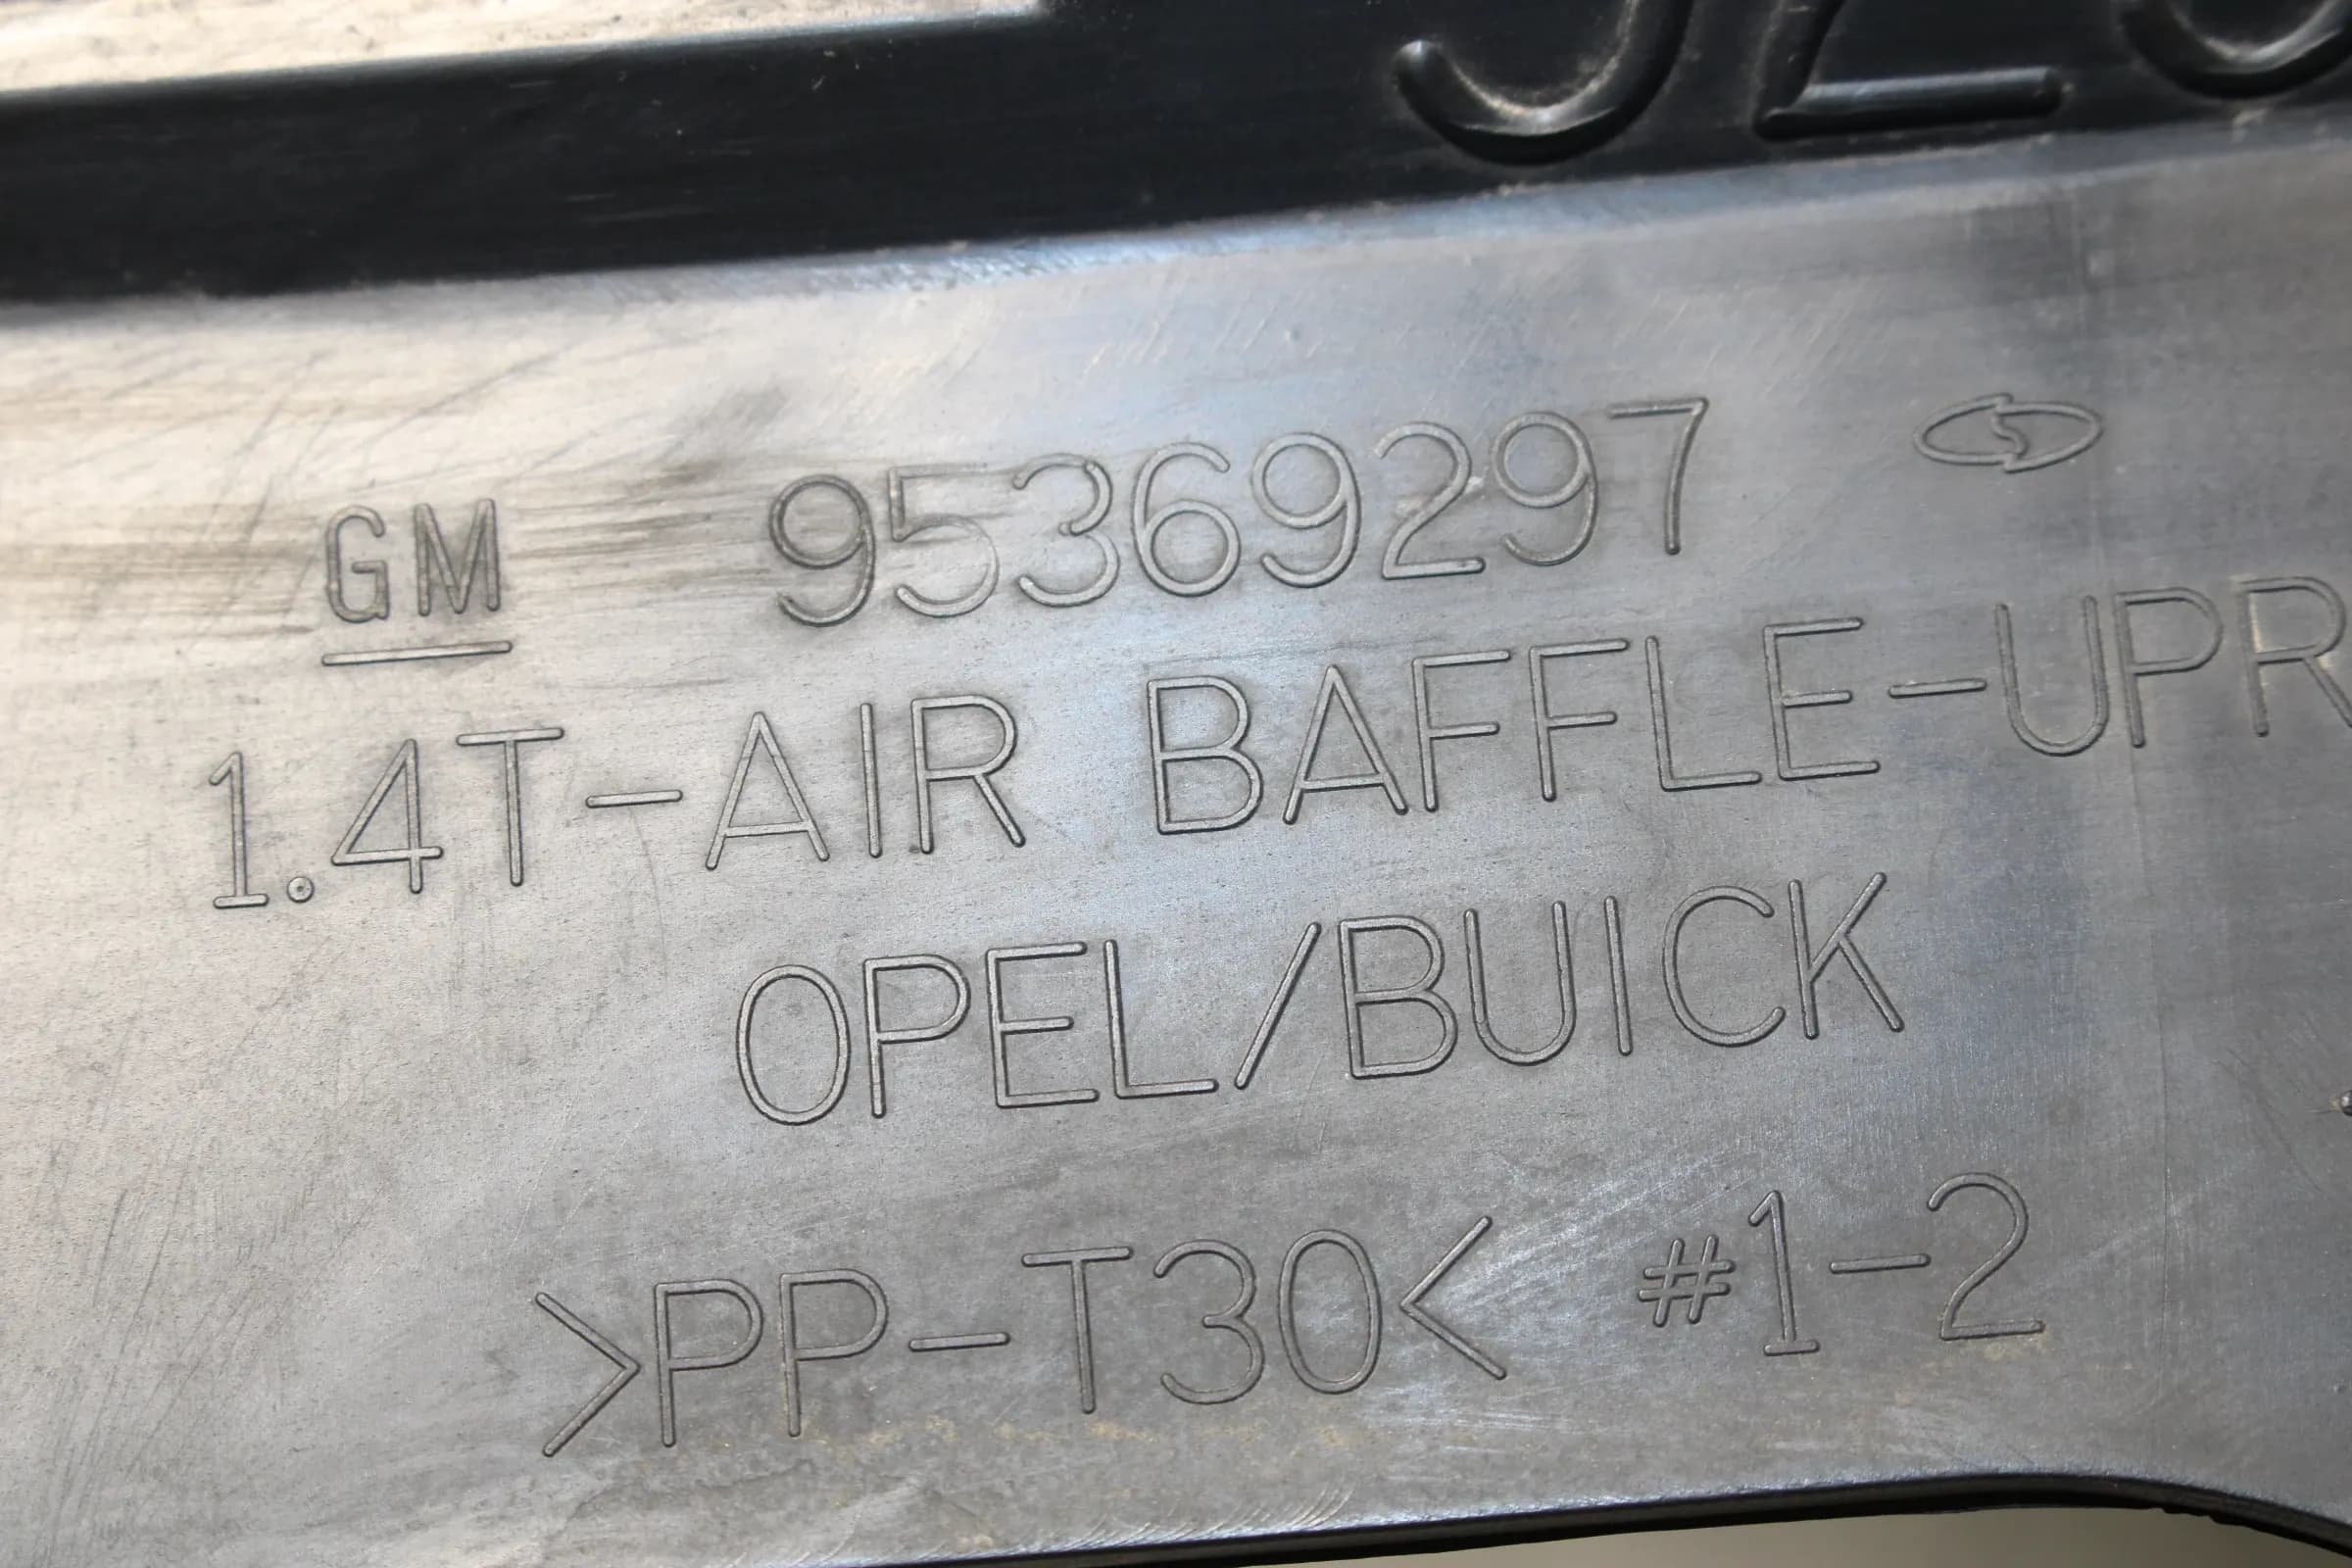 GM 95369297
1.4T-AIR BAFFLE-UPR
OPEL/BUICK
>PP-T30< #1-2